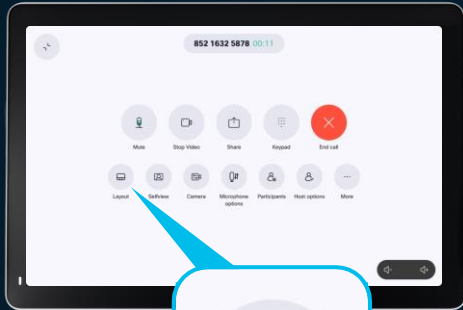 852 1632 5878 00:11
Mute Stop Video Share Keypad End call
Layout Selfview Camera Microphone options Participants Host options More